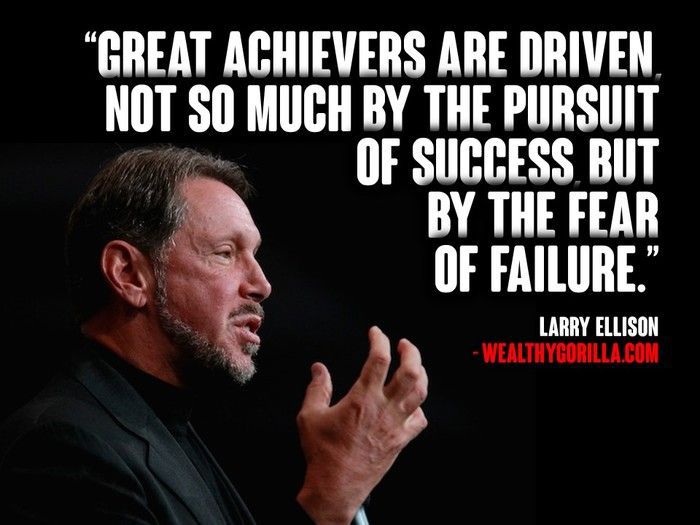 “GREAT ACHIEVERS ARE DRIVEN,
NOT SO MUCH BY THE PURSUIT
OF SUCCESS, BUT
BY THE FEAR
OF FAILURE.”
LARRY ELLISON
- WEALTHYGORILLA.COM